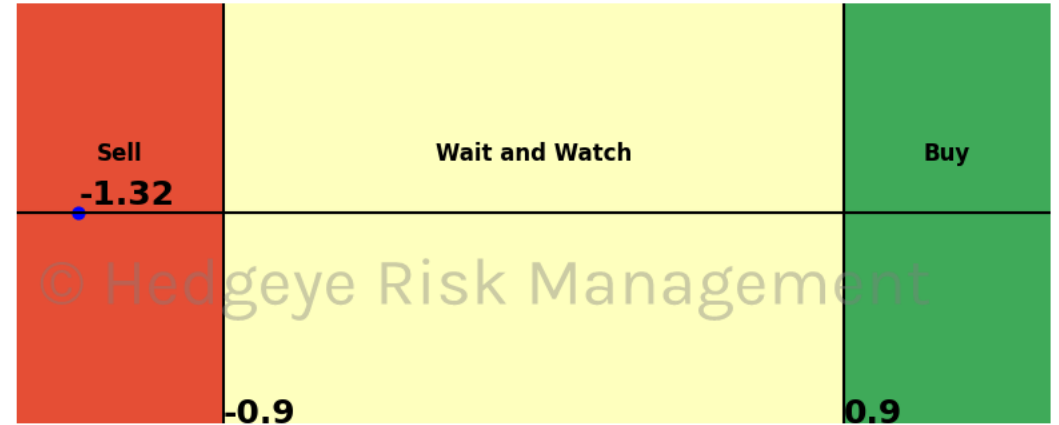 Sell
Wait and Watch
Buy
-1.32
© Hedgeye Risk Management
-0.9
0.9